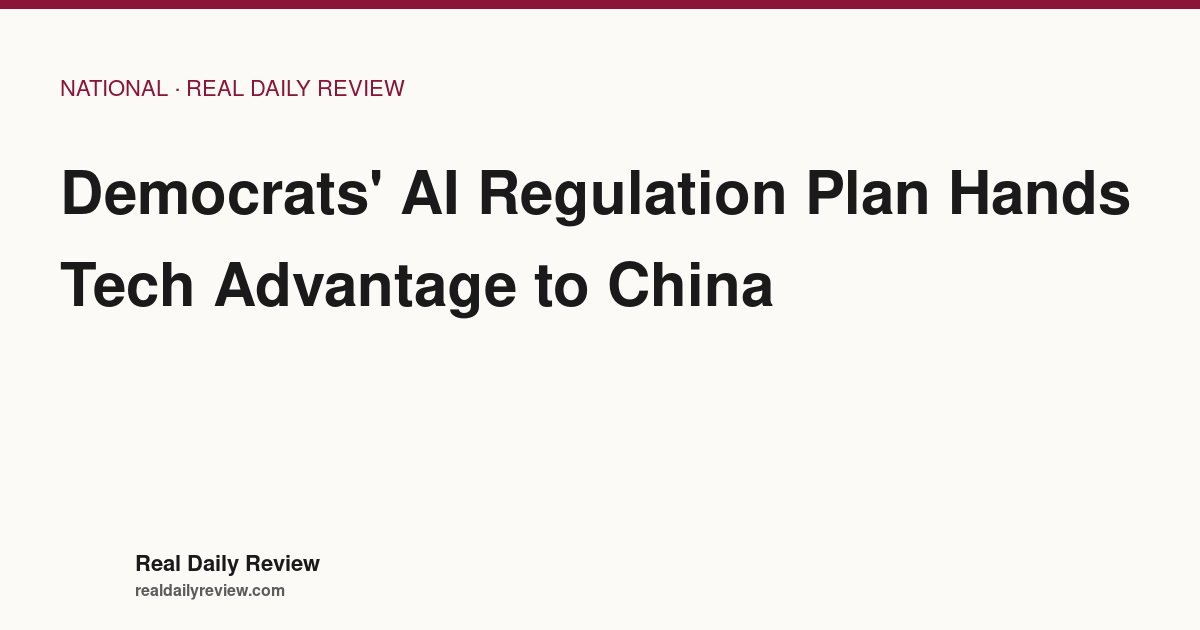 NATIONAL · REAL DAILY REVIEW
Democrats' AI Regulation Plan Hands
Tech Advantage to China
Real Daily Review
realdailyreview.com